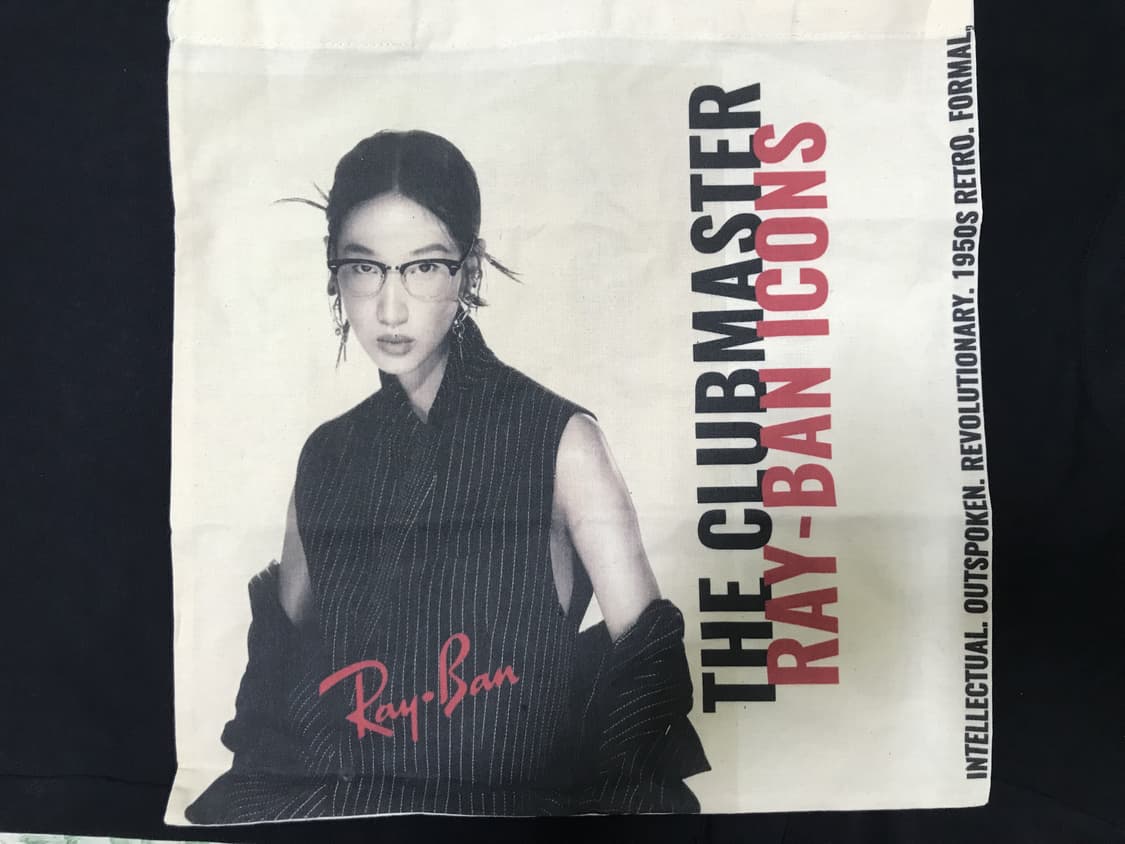 Ray-Ban
THE CLUBMASTER
RAY-BAN ICONS
INTELLECTUAL. OUTSPOKEN. REVOLUTIONARY. 1950S RETRO. FORMAL,